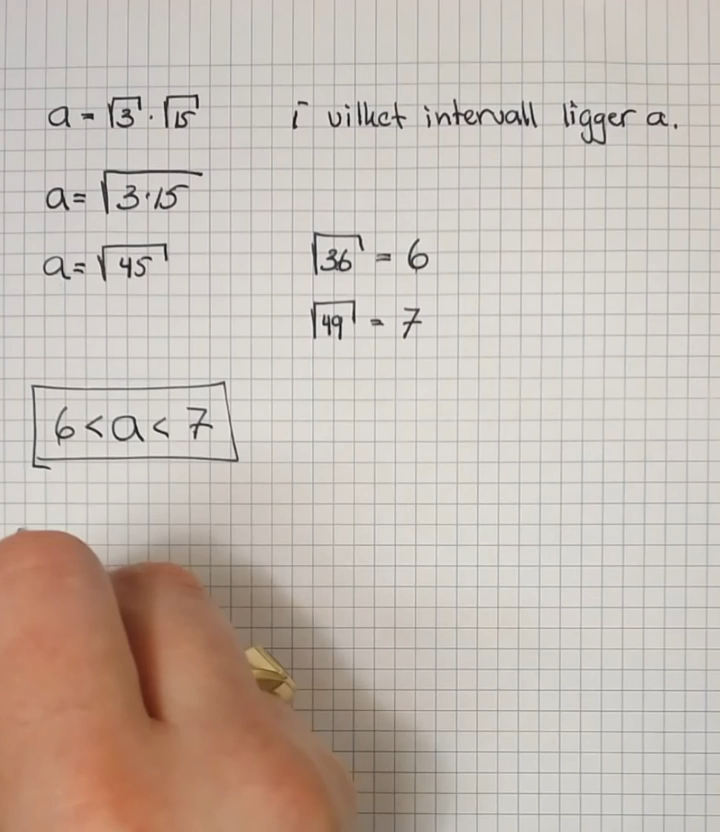 a = √3 · √15 i vilket intervall ligger a.
a = √3·15
a = √45
√36 = 6
√49 = 7
6 < a < 7